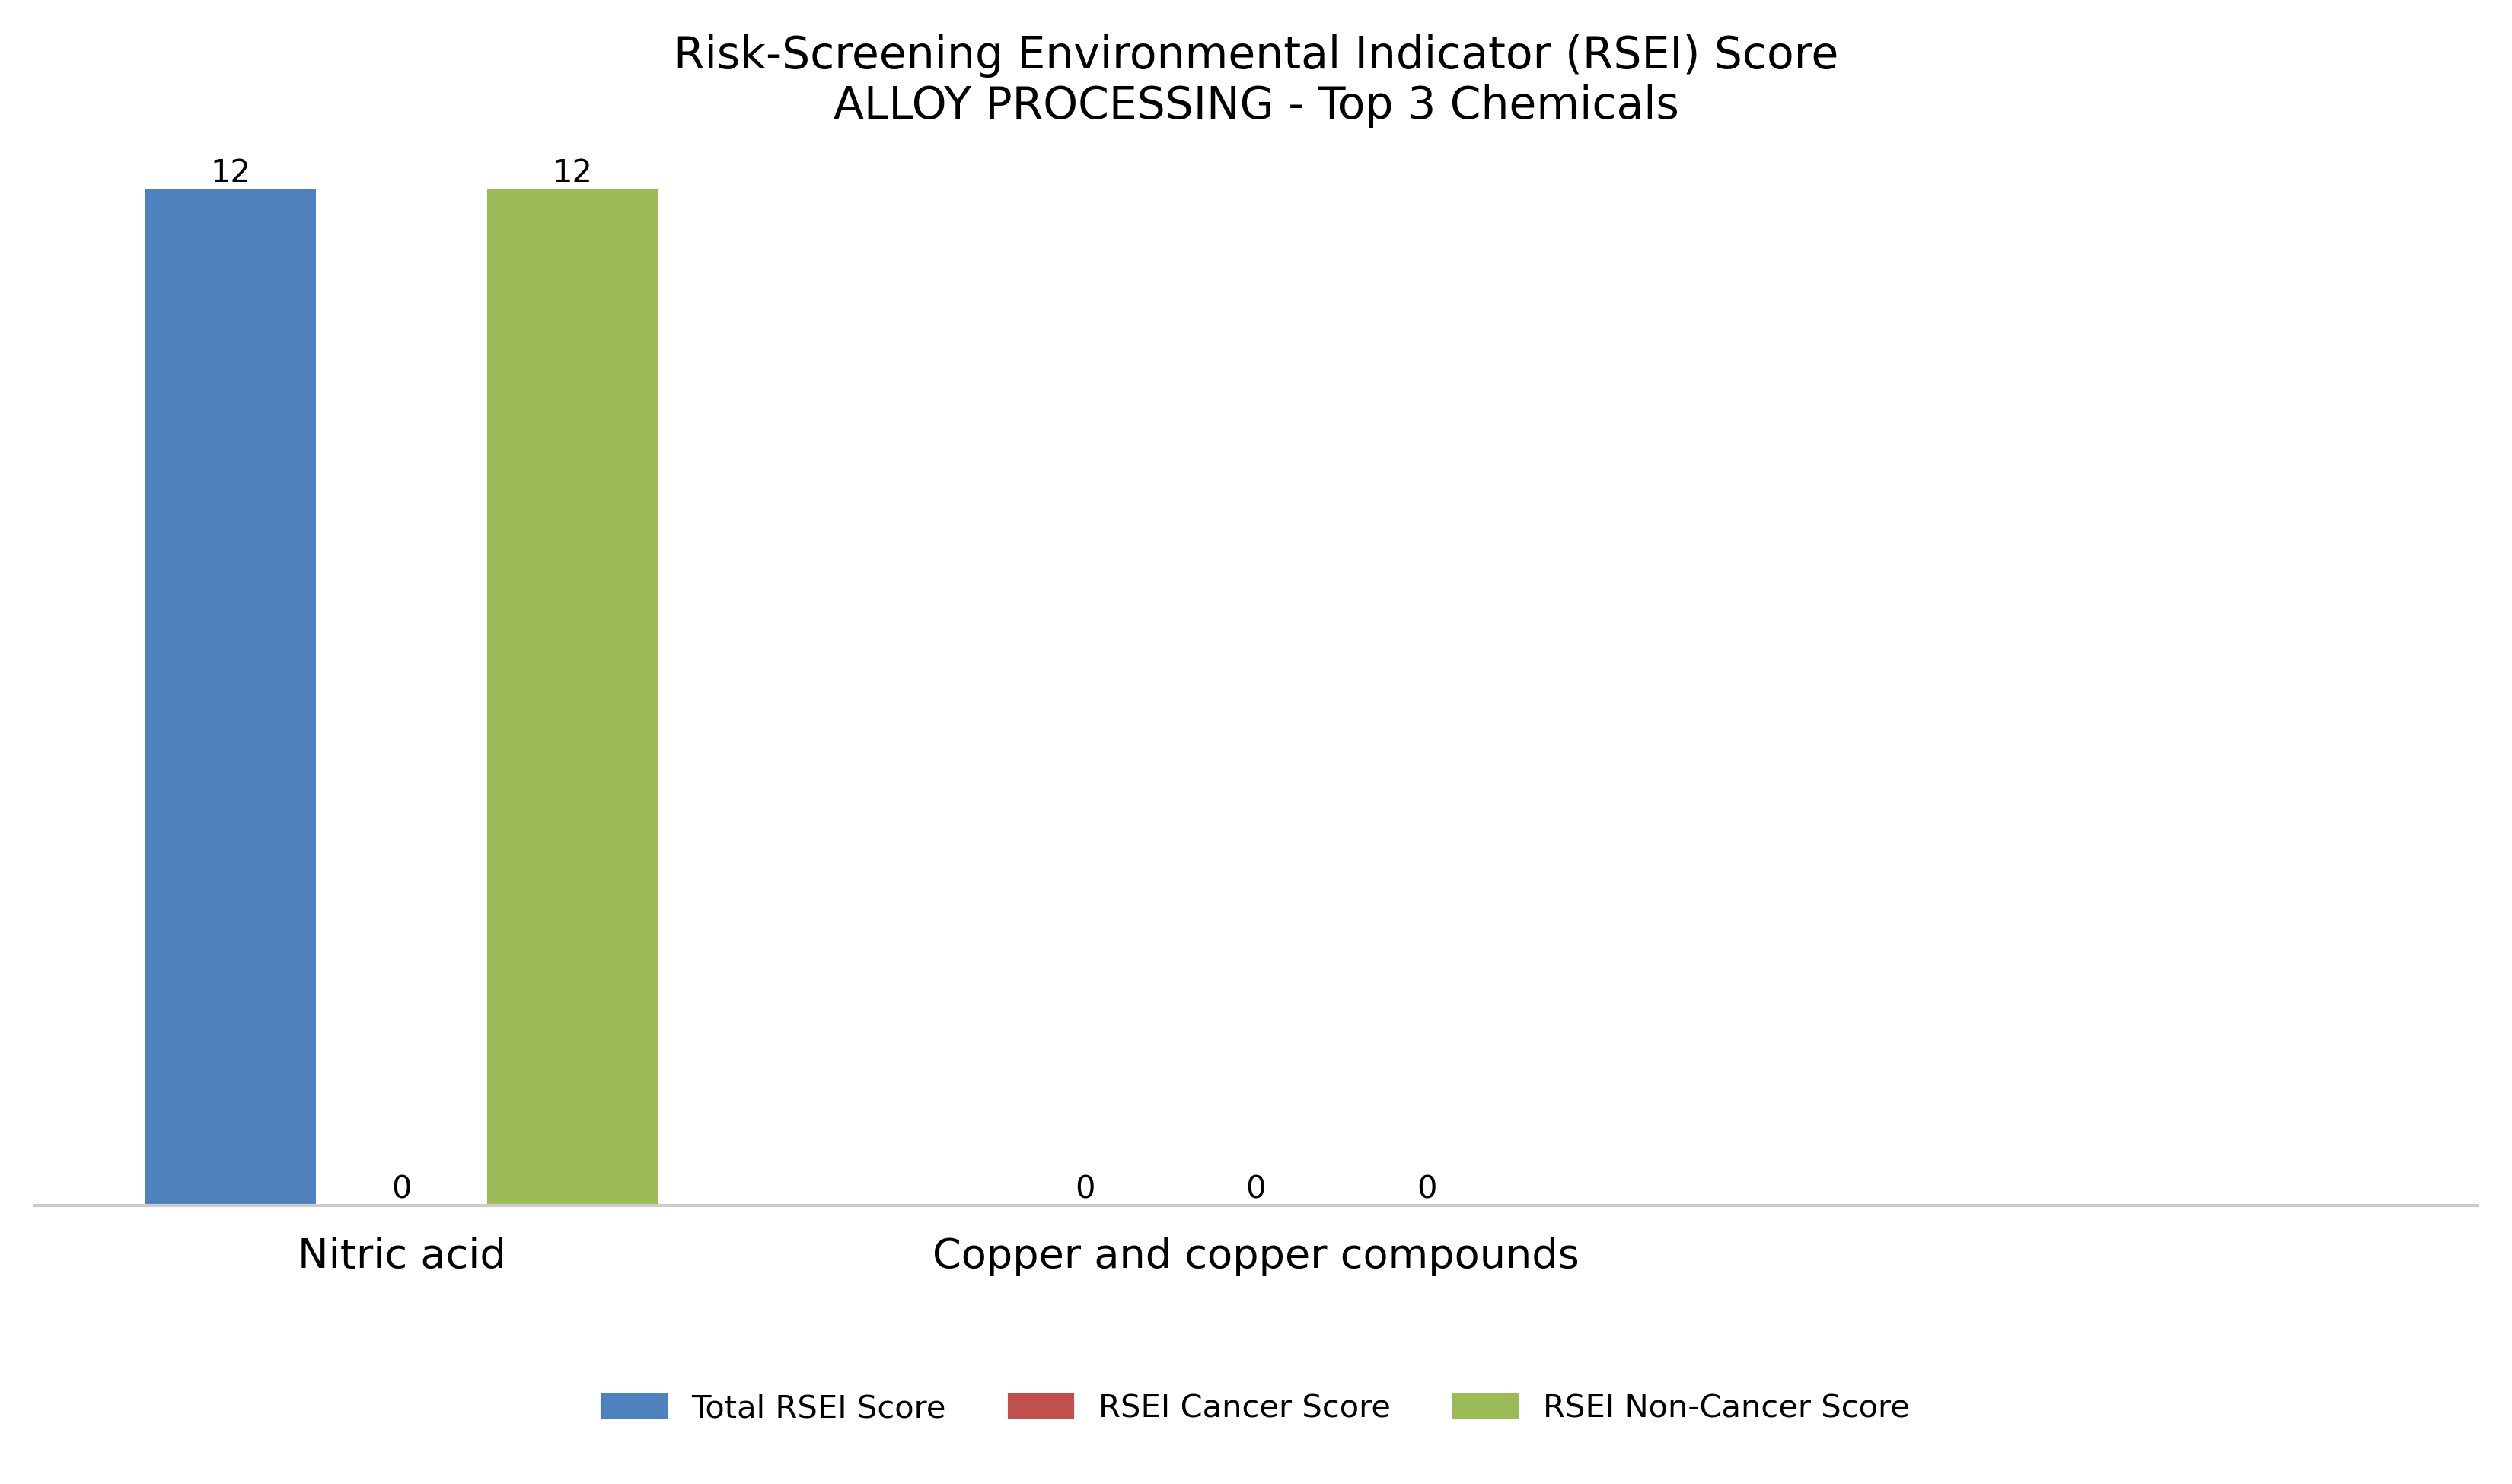 Risk-Screening Environmental Indicator (RSEI) Score
ALLOY PROCESSING - Top 3 Chemicals
12
12
0
0
0
0
Nitric acid
Copper and copper compounds
Total RSEI Score
RSEI Cancer Score
RSEI Non-Cancer Score